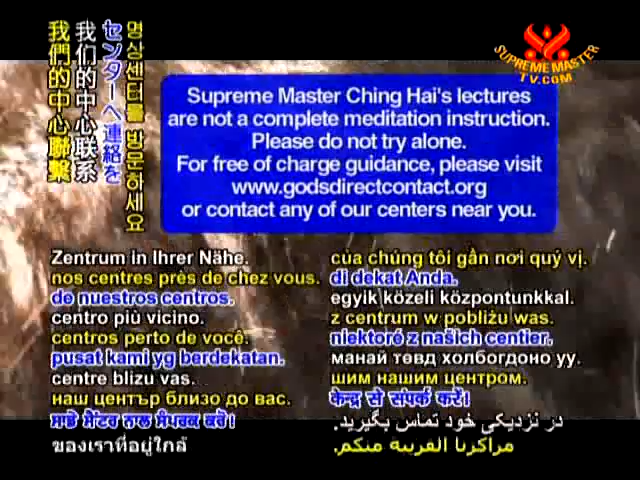 我們的中心聯繫
我们的中心联系
センターへ連絡を
명상센터를 방문하세요
SUPREME MASTER
TV.COM
Supreme Master Ching Hai's lectures
are not a complete meditation instruction.
Please do not try alone.
For free of charge guidance, please visit
www.godsdirectcontact.org
or contact any of our centers near you.
Zentrum in Ihrer Nähe.
nos centres près de chez vous.
de nuestros centros.
centro più vicino.
centros perto de você.
pusat kami yg berdekatan.
centre blizu vas.
наш център близо до вас.
ਸਾਡੇ ਸੈਂਟਰ ਨਾਲ ਸੰਪਰਕ ਕਰੋ।
ของเราที่อยู่ใกล้
của chúng tôi gần nơi quý vị.
di dekat Anda.
egyik közeli központunkkal.
z centrum w pobliżu was.
niektoré z našich centier.
манай төвд холбогдоно уу.
шим нашим центром.
केन्द्र से संपर्क करें।
در نزدیکی خود تماس بگیرید.
مراكزنا القريبة منكم.